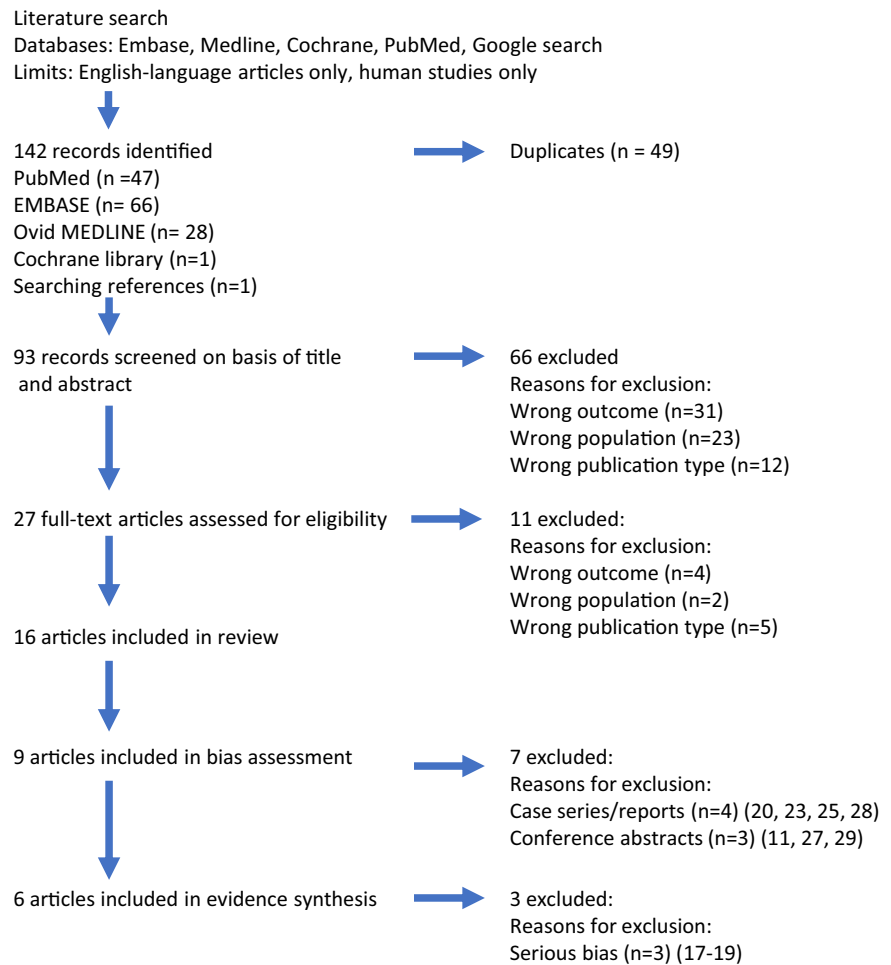 Literature search
Databases: Embase, Medline, Cochrane, PubMed, Google search
Limits: English-language articles only, human studies only
142 records identified
PubMed (n =47)
EMBASE (n= 66)
Ovid MEDLINE (n= 28)
Cochrane library (n=1)
Searching references (n=1)
Duplicates (n = 49)
93 records screened on basis of title
and abstract
66 excluded
Reasons for exclusion:
Wrong outcome (n=31)
Wrong population (n=23)
Wrong publication type (n=12)
27 full-text articles assessed for eligibility
11 excluded:
Reasons for exclusion:
Wrong outcome (n=4)
Wrong population (n=2)
Wrong publication type (n=5)
16 articles included in review
9 articles included in bias assessment
7 excluded:
Reasons for exclusion:
Case series/reports (n=4) (20, 23, 25, 28)
Conference abstracts (n=3) (11, 27, 29)
6 articles included in evidence synthesis
3 excluded:
Reasons for exclusion:
Serious bias (n=3) (17-19)